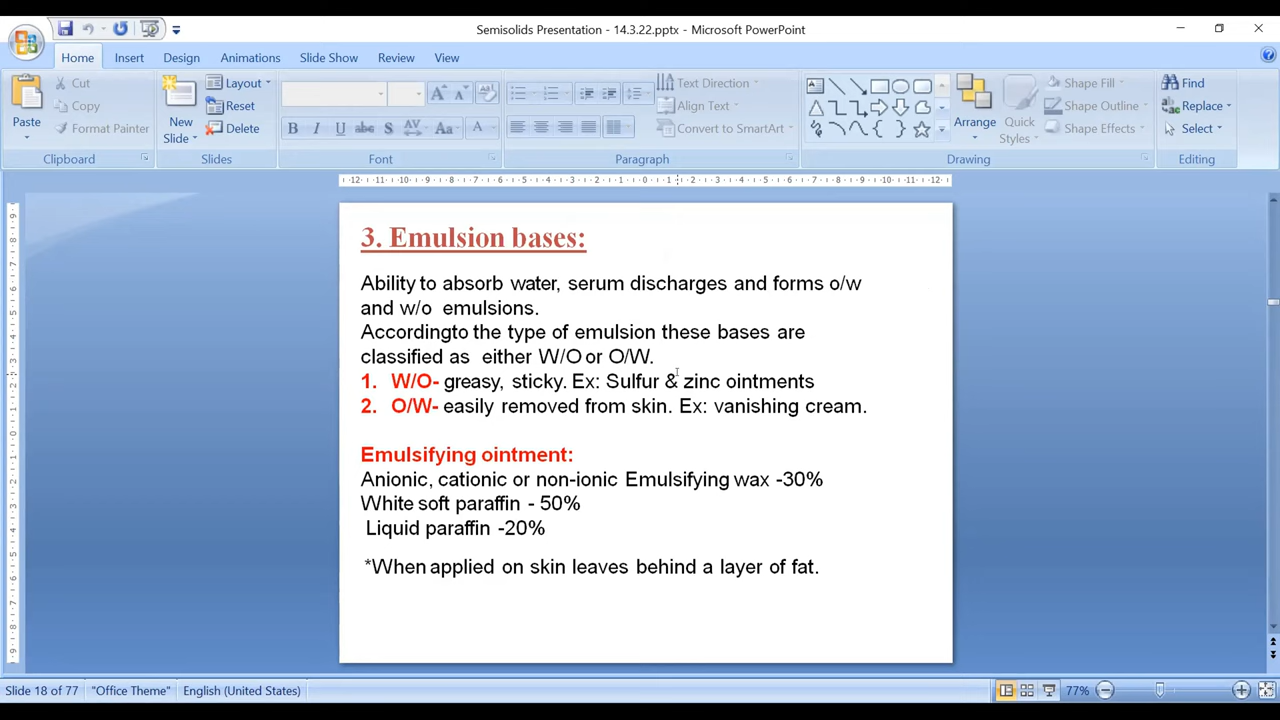 Semisolids Presentation - 14.3.22.pptx - Microsoft PowerPoint
Home Insert Design Animations Slide Show Review View
Paste
Cut
Copy
Format Painter
Clipboard
New Slide
Layout
Reset
Delete
Slides
B I U abe S AV Aa A
Font
Text Direction
Align Text
Convert to SmartArt
Paragraph
Arrange
Quick Styles
Shape Fill
Shape Outline
Shape Effects
Drawing
Find
Replace
Select
Editing
3. Emulsion bases:
Ability to absorb water, serum discharges and forms o/w
and w/o emulsions.
Accordingto the type of emulsion these bases are
classified as either W/O or O/W.
1. W/O- greasy, sticky. Ex: Sulfur & zinc ointments
2. O/W- easily removed from skin. Ex: vanishing cream.
Emulsifying ointment:
Anionic, cationic or non-ionic Emulsifying wax -30%
White soft paraffin - 50%
Liquid paraffin -20%
*When applied on skin leaves behind a layer of fat.
Slide 18 of 77 "Office Theme" English (United States) 77%